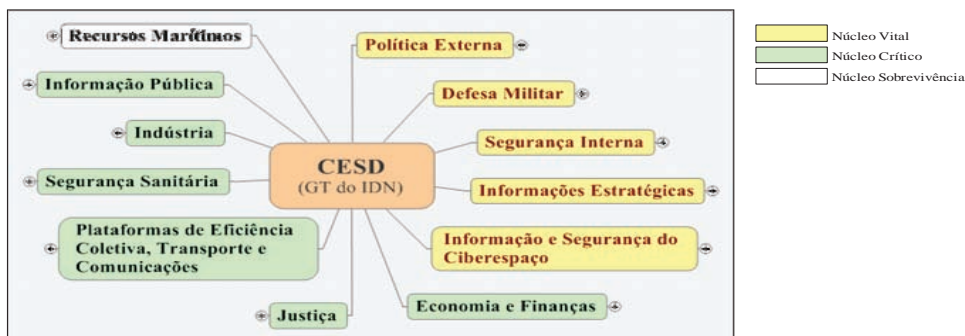 Recursos Marítimos
Política Externa
Informação Pública
Defesa Militar
Indústria
Segurança Interna
CESD
(GT do IDN)
Segurança Sanitária
Informações Estratégicas
Plataformas de Eficiência
Coletiva, Transporte e
Comunicações
Informação e Segurança do
Ciberespaço
Economia e Finanças
Justiça
Núcleo Vital
Núcleo Crítico
Núcleo Sobrevivência